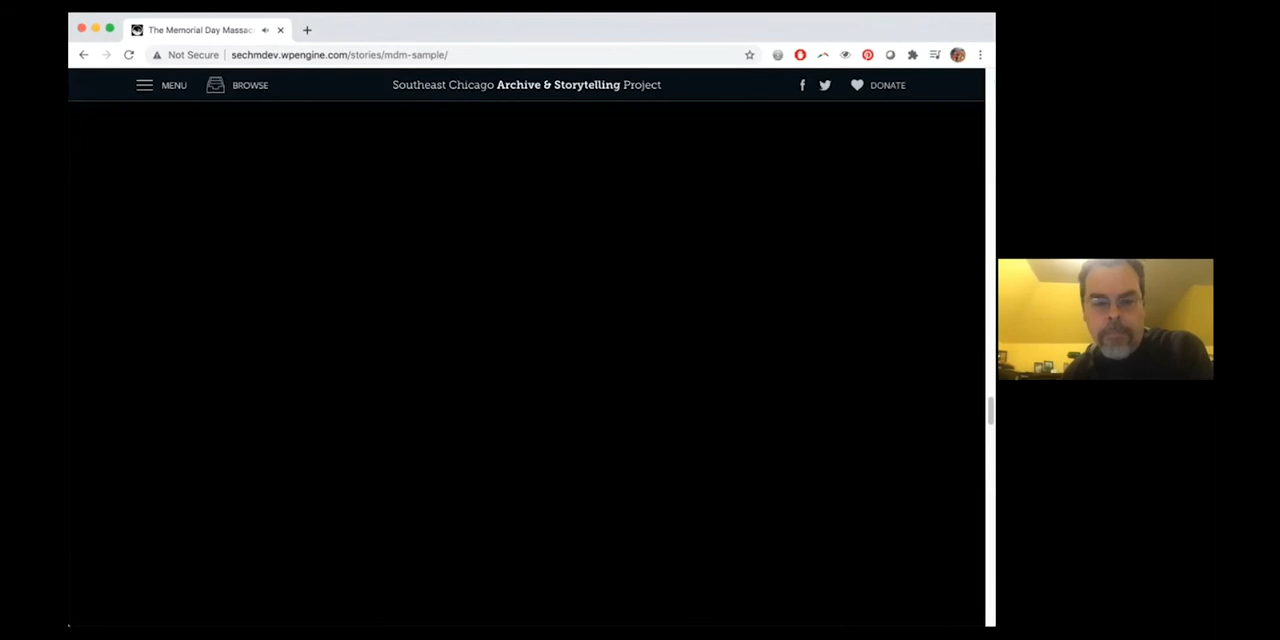 The Memorial Day Massac
Not Secure sechmdev.wpengine.com/stories/mdm-sample/
MENU BROWSE Southeast Chicago Archive & Storytelling Project DONATE